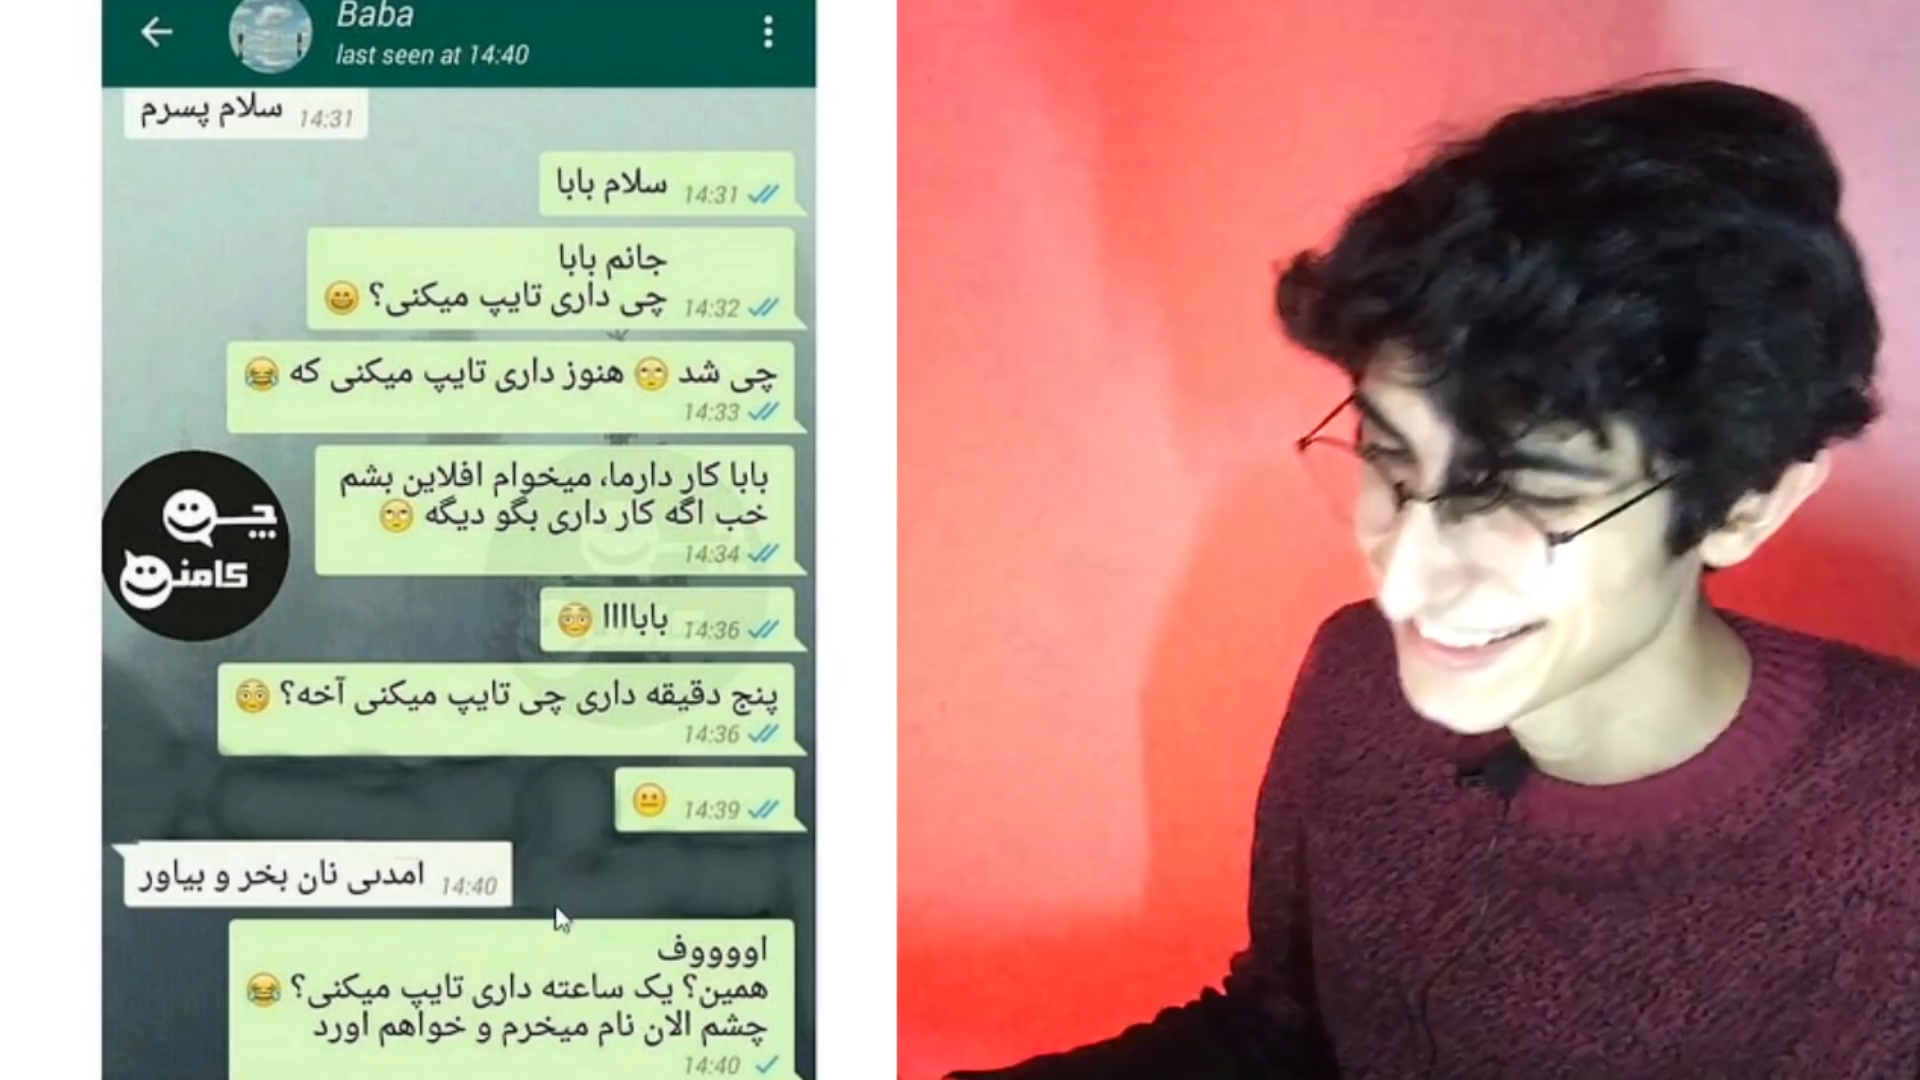 Baba
last seen at 14:40
سلام پسرم 14:31
سلام بابا 14:31
جانم بابا
چی داری تایپ میکنی؟ 😄 14:32
چی شد 🙄 هنوز داری تایپ میکنی که 😂
14:33
بابا کار دارما، میخوام افلاین بشم
خب اگه کار داری بگو دیگه 🙄
14:34
باباااا 😳 14:36
پنج دقیقه داری چی تایپ میکنی آخه؟ 😳
14:36
😐 14:39
امدىی نان بخر و بیاور 14:40
چی
کامنت
اووووف
همین؟ یک ساعته داری تایپ میکنی؟ 😂
چشم الان نام میخرم و خواهم اورد
14:40